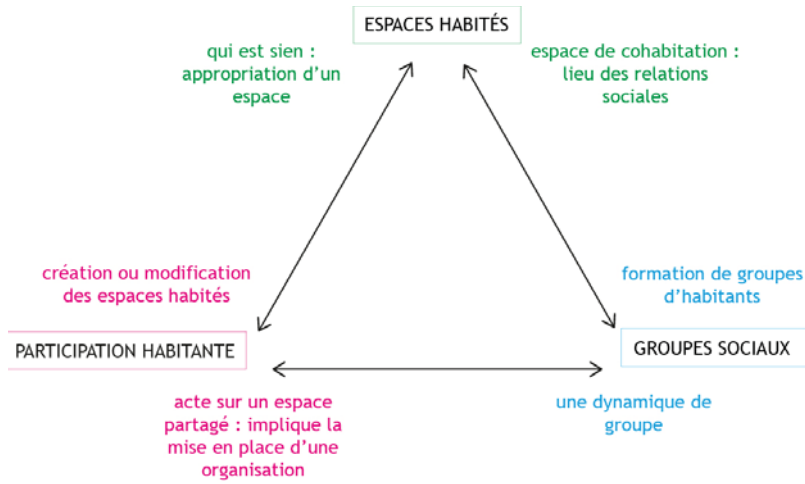 ESPACES HABITÉS
qui est sien :
appropriation d'un
espace
espace de cohabitation :
lieu des relations
sociales
création ou modification
des espaces habités
formation de groupes
d'habitants
PARTICIPATION HABITANTE
GROUPES SOCIAUX
acte sur un espace
partagé : implique la
mise en place d'une
organisation
une dynamique de
groupe